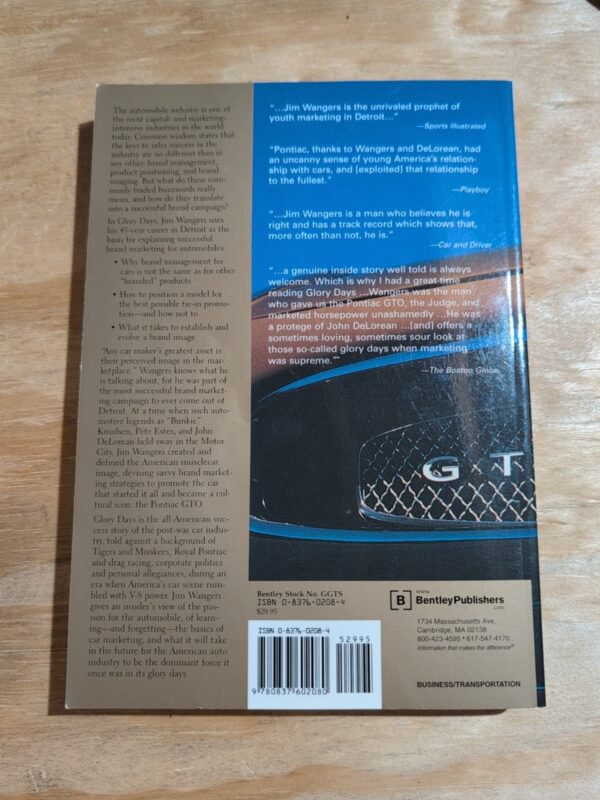 The automobile industry is one of
the most capital- and marketing-
intensive industries in the world
today. Common wisdom states that
the keys to sales success in the
industry are no different than in
any other: brand management,
product positioning, and brand
imaging. But what do these com-
monly traded buzzwords really
mean, and how do they translate
into a successful brand campaign?
In Glory Days, Jim Wangers uses
his 45-year career in Detroit as the
basis for explaining successful
brand marketing for automobiles:
• Why brand management for
cars is not the same as for other
"branded" products
• How to position a model for
the best possible tie-in promo-
tion—and how not to
• What it takes to establish and
evolve a brand image
"Any car maker's greatest asset is
their perceived image in the mar-
ketplace." Wangers knows what he
is talking about, for he was part of
the most successful brand market-
ing campaign to ever come out of
Detroit. At a time when such auto-
motive legends as "Bunkie"
Knudsen, Pete Estes, and John
DeLorean held sway in the Motor
City, Jim Wangers created and
defined the American musclecar
image, devising savvy brand market-
ing strategies to promote the car
that started it all and became a cul-
tural icon: the Pontiac GTO.
Glory Days is the all-American suc-
cess story of the post-war car indus-
try, told against a background of
Tigers and Monkees, Royal Pontiac
and drag racing, corporate politics
and personal allegiances, during an
era when America's car scene rum-
bled with V-8 power. Jim Wangers
gives an insider's view of the pas-
sion for the automobile, of learn-
ing—and forgetting—the basics of
car marketing, and what it will take
in the future for the American auto
industry to be the dominant force it
once was in its glory days.
"...Jim Wangers is the unrivaled prophet of
youth marketing in Detroit..."
—Sports Illustrated
"Pontiac, thanks to Wangers and DeLorean, had
an uncanny sense of young America's relation-
ship with cars, and [exploited] that relationship
to the fullest."
—Playboy
"...Jim Wangers is a man who believes he is
right and has a track record which shows that,
more often than not, he is."
—Car and Driver
"...a genuine inside story well told is always
welcome. Which is why I had a great time
reading Glory Days ...Wangers was the man
who gave us the Pontiac GTO, the Judge, and
marketed horsepower unashamedly ...He was
a protege of John DeLorean ...[and] offers a
sometimes loving, sometimes sour look at
those so-called glory days when marketing
was supreme."
—The Boston Globe
G T
Bentley Stock No. GGTS
ISBN 0-8376-0208-4
$29.95
ISBN 0-8376-0208-4
52995
9 780837 602080
[B] www.
BentleyPublishers
.com
1734 Massachusetts Ave.
Cambridge, MA 02138
800-423-4595 • 617-547-4170
Information that makes the difference®
BUSINESS/TRANSPORTATION